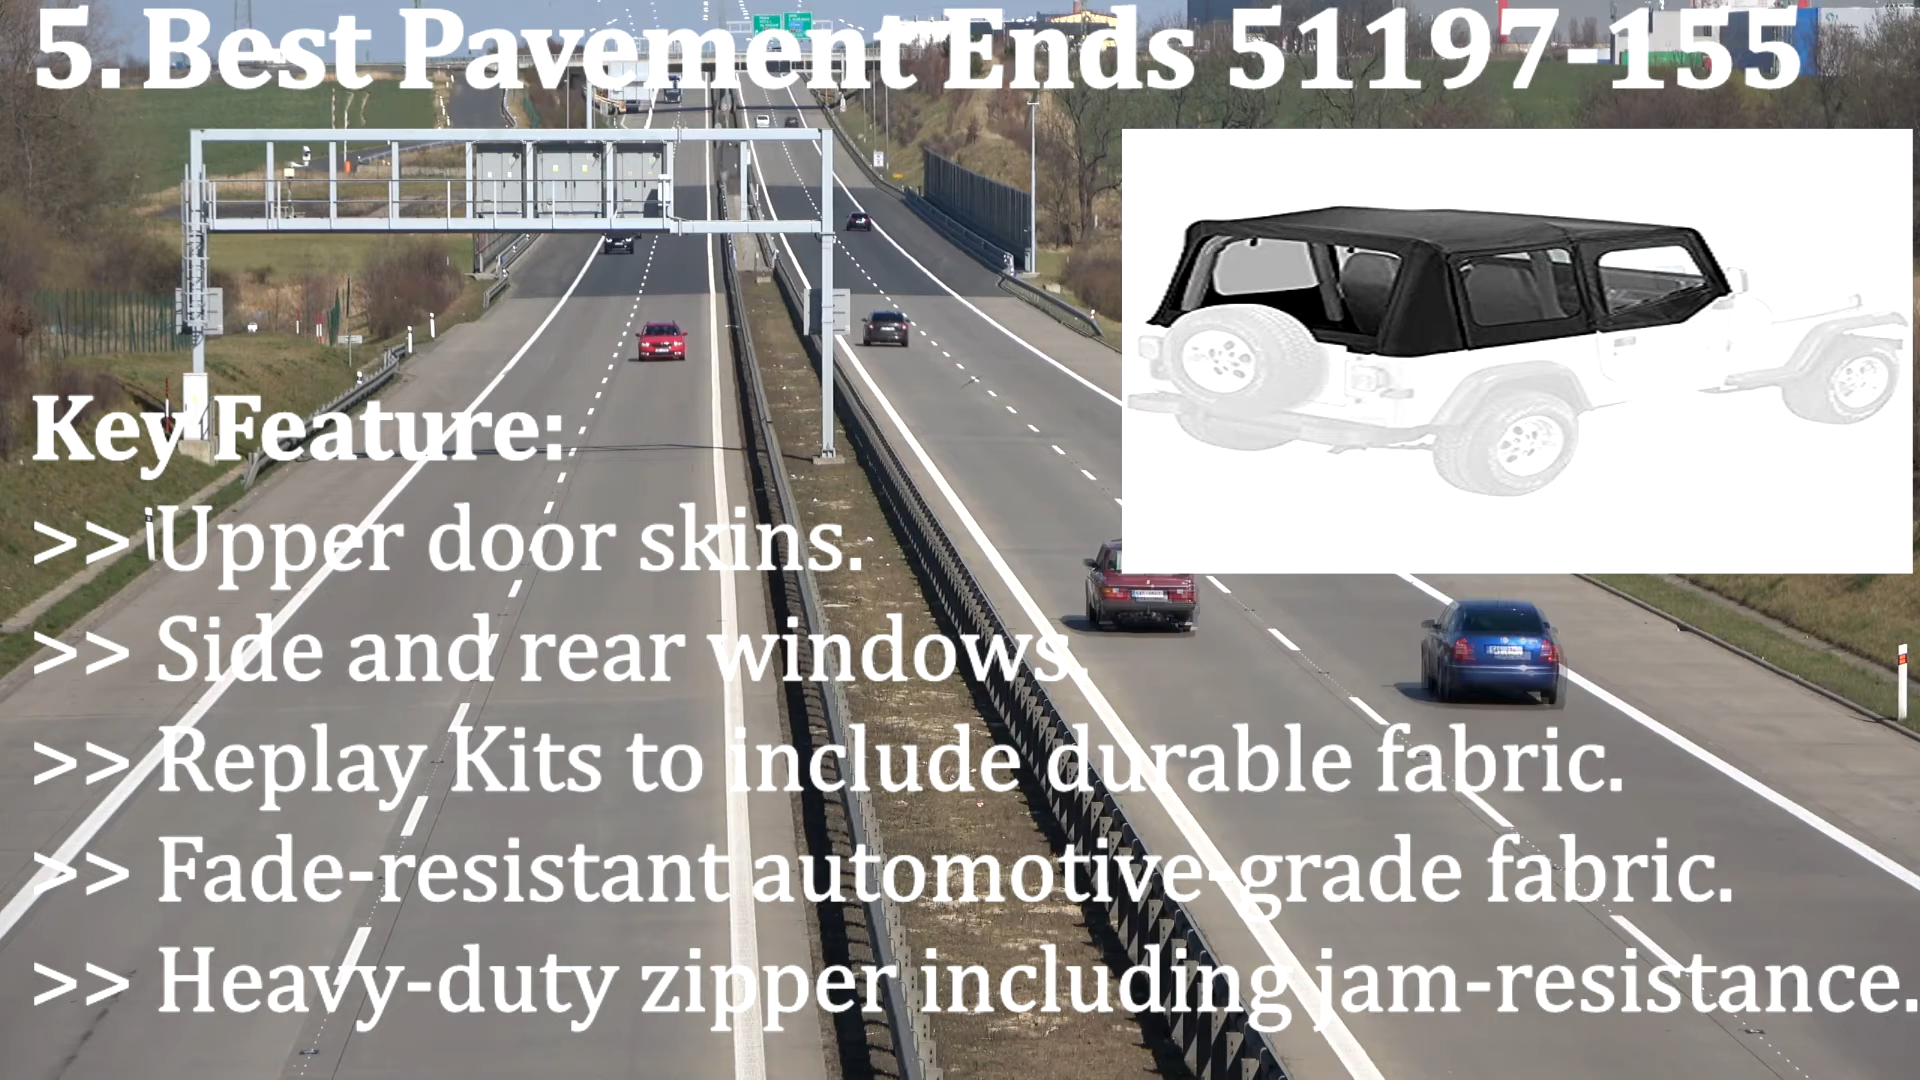 5. Best Pavement Ends 51197-155
Key Feature:
>> Upper door skins.
>> Side and rear windows.
>> Replay Kits to include durable fabric.
>> Fade-resistant automotive-grade fabric.
>> Heavy-duty zipper including jam-resistance.